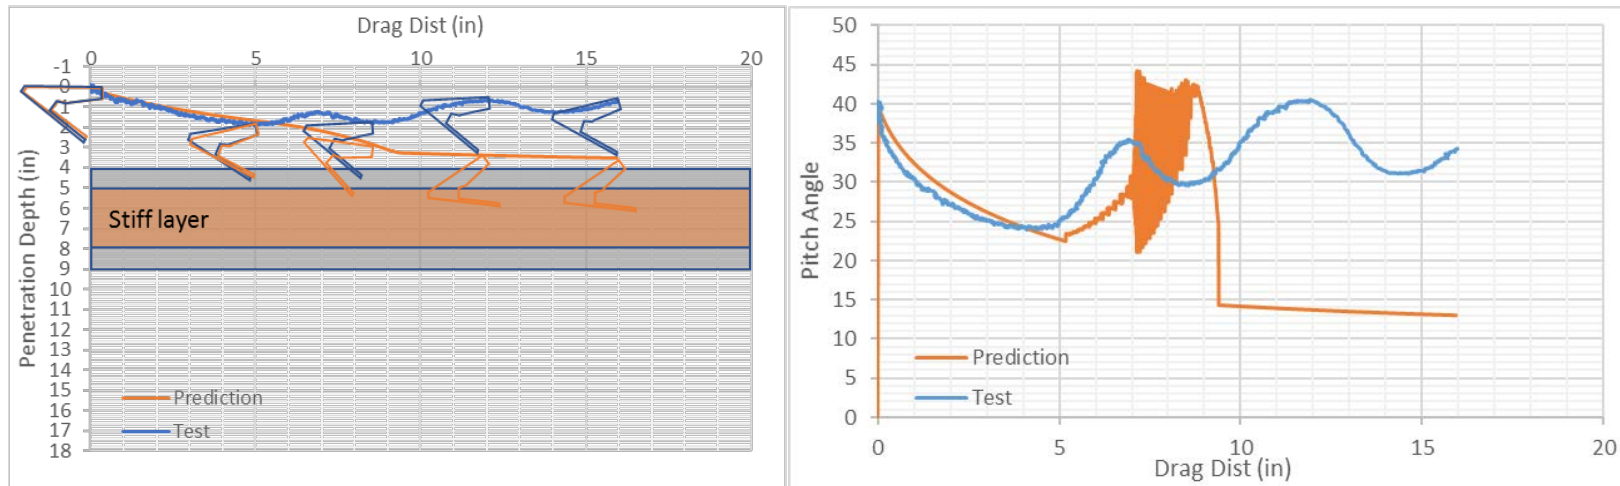 Drag Dist (in)
0 5 10 15 20
-1
0
1
2
3
4
5
6
7
8
9
10
11
12
13
14
15
16
17
18
Penetration Depth (in)
Stiff layer
Prediction
Test
50
45
40
35
30
25
20
15
10
5
0
Pitch Angle
Prediction
Test
0 5 10 15 20
Drag Dist (in)